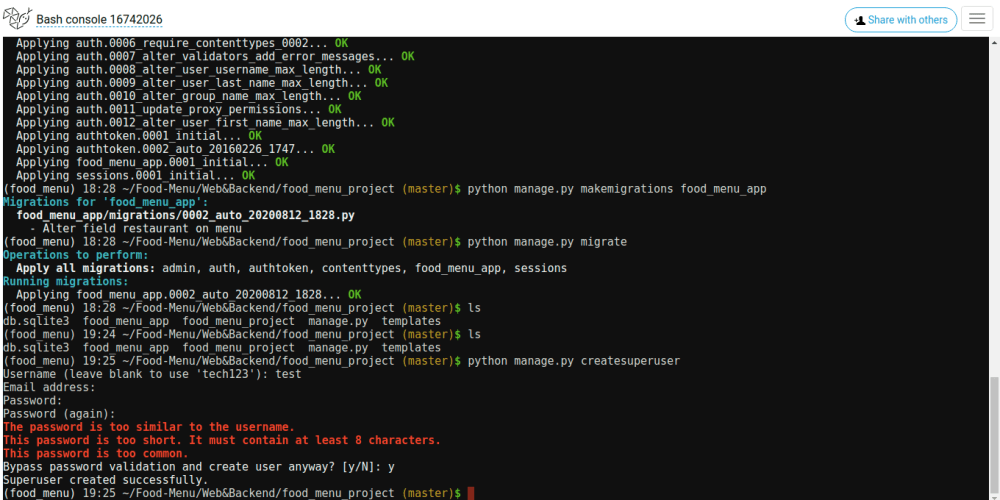 Bash console 16742026
Share with others
Applying auth.0006_require_contenttypes_0002... OK
Applying auth.0007_alter_validators_add_error_messages... OK
Applying auth.0008_alter_user_username_max_length... OK
Applying auth.0009_alter_user_last_name_max_length... OK
Applying auth.0010_alter_group_name_max_length... OK
Applying auth.0011_update_proxy_permissions... OK
Applying auth.0012_alter_user_first_name_max_length... OK
Applying authtoken.0001_initial... OK
Applying authtoken.0002_auto_20160226_1747... OK
Applying food_menu_app.0001_initial... OK
Applying sessions.0001_initial... OK
(food_menu) 18:28 ~/Food-Menu/Web&Backend/food_menu_project (master)$ python manage.py makemigrations food_menu_app
Migrations for 'food_menu_app':
food_menu_app/migrations/0002_auto_20200812_1828.py
- Alter field restaurant on menu
(food_menu) 18:28 ~/Food-Menu/Web&Backend/food_menu_project (master)$ python manage.py migrate
Operations to perform:
Apply all migrations: admin, auth, authtoken, contenttypes, food_menu_app, sessions
Running migrations:
Applying food_menu_app.0002_auto_20200812_1828... OK
(food_menu) 18:28 ~/Food-Menu/Web&Backend/food_menu_project (master)$ ls
db.sqlite3 food_menu_app food_menu_project manage.py templates
(food_menu) 19:24 ~/Food-Menu/Web&Backend/food_menu_project (master)$ ls
db.sqlite3 food_menu_app food_menu_project manage.py templates
(food_menu) 19:25 ~/Food-Menu/Web&Backend/food_menu_project (master)$ python manage.py createsuperuser
Username (leave blank to use 'tech123'): test
Email address:
Password:
Password (again):
The password is too similar to the username.
This password is too short. It must contain at least 8 characters.
This password is too common.
Bypass password validation and create user anyway? [y/N]: y
Superuser created successfully.
(food_menu) 19:25 ~/Food-Menu/Web&Backend/food_menu_project (master)$